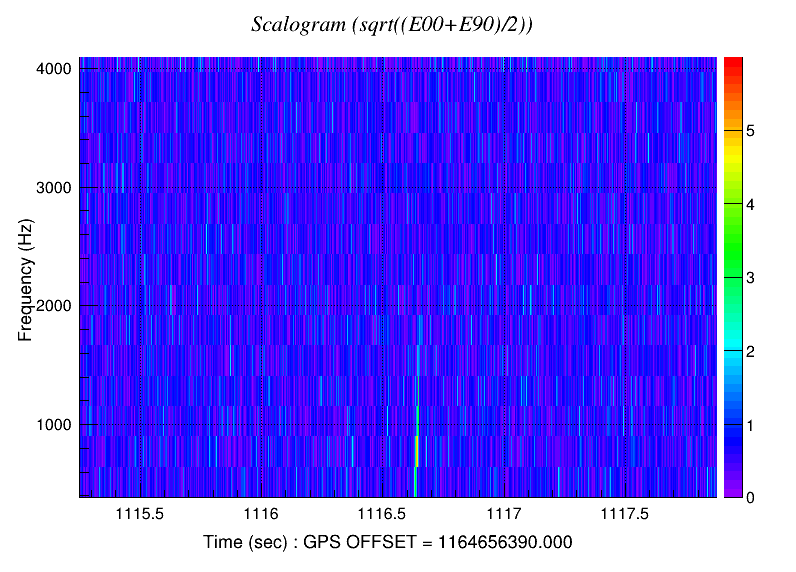 Scalogram (sqrt((E00+E90)/2))
4000
3000
2000
1000
Frequency (Hz)
5
4
3
2
1
0
1115.5 1116 1116.5 1117 1117.5
Time (sec) : GPS OFFSET = 1164656390.000